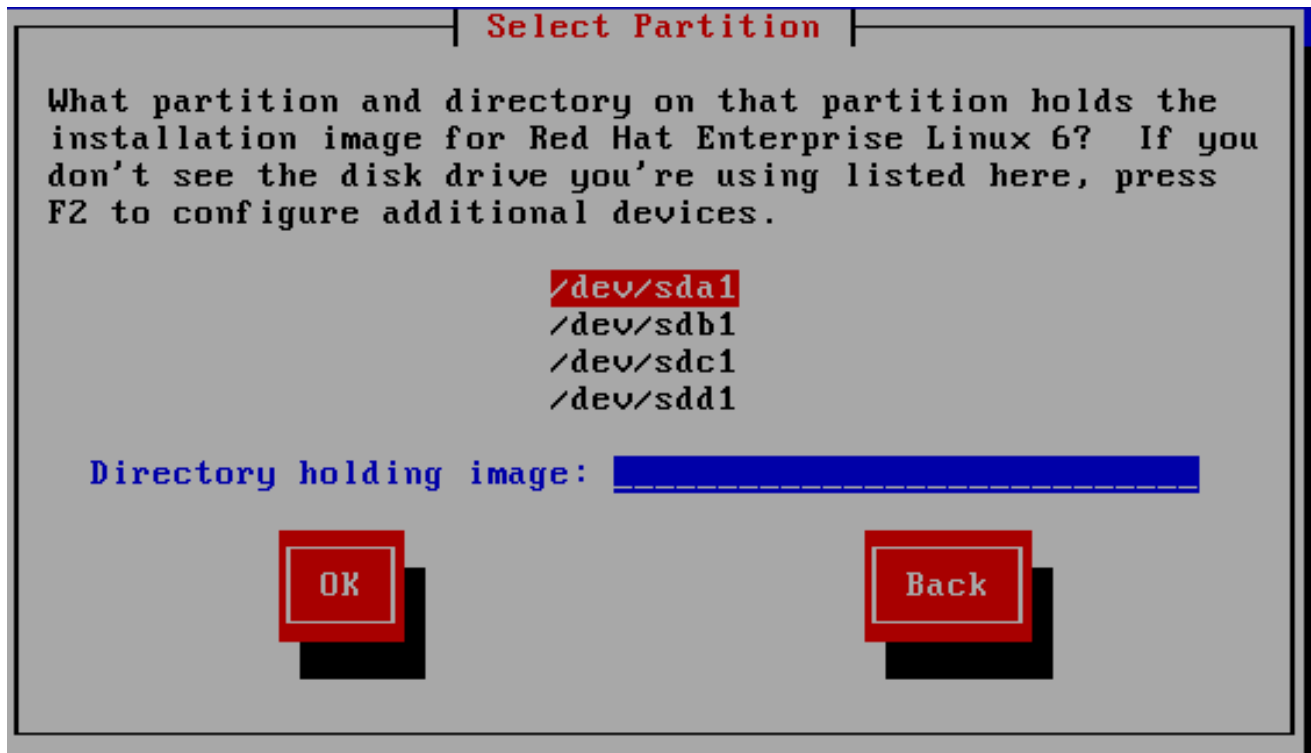 Select Partition
What partition and directory on that partition holds the
installation image for Red Hat Enterprise Linux 6?  If you
don't see the disk drive you're using listed here, press
F2 to configure additional devices.
/dev/sda1
/dev/sdb1
/dev/sdc1
/dev/sdd1
Directory holding image: ____________________________
OK Back